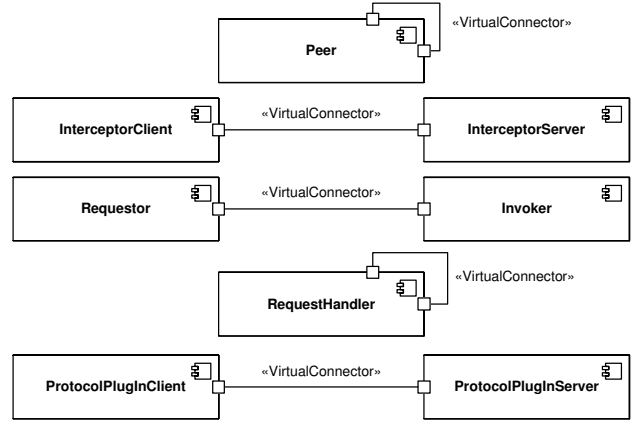 «VirtualConnector»
Peer
InterceptorClient
«VirtualConnector»
InterceptorServer
Requestor
«VirtualConnector»
Invoker
«VirtualConnector»
RequestHandler
ProtocolPlugInClient
«VirtualConnector»
ProtocolPlugInServer